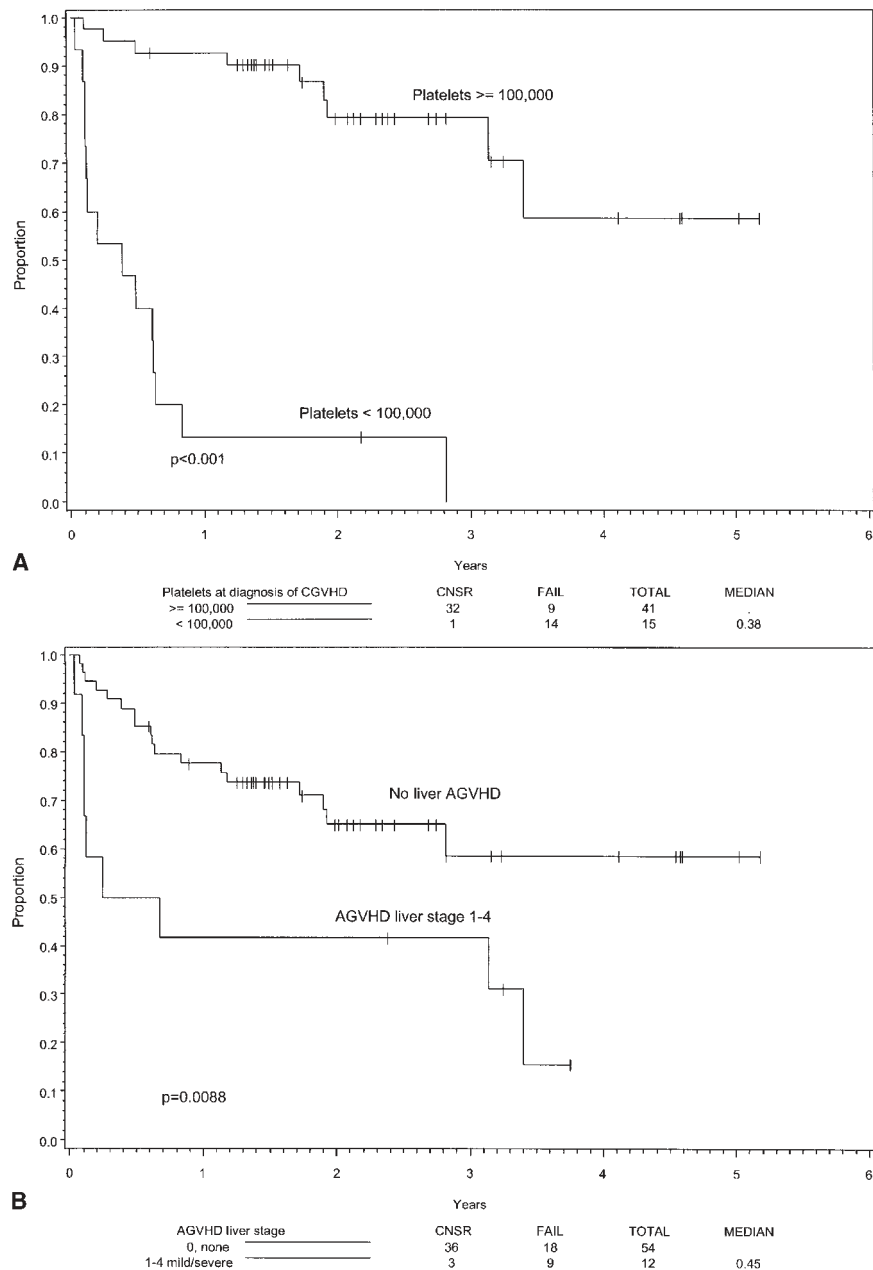 1.0
0.9
0.8
0.7
0.6
0.5
0.4
0.3
0.2
0.1
0.0
Proportion
Platelets >= 100,000
Platelets < 100,000
p<0.001
0 1 2 3 4 5 6
Years
A
Platelets at diagnosis of CGVHD CNSR FAIL TOTAL MEDIAN
>= 100,000 32 9 41 .
< 100,000 1 14 15 0.38
1.0
0.9
0.8
0.7
0.6
0.5
0.4
0.3
0.2
0.1
0.0
Proportion
No liver AGVHD
AGVHD liver stage 1-4
p=0.0088
0 1 2 3 4 5 6
Years
B
AGVHD liver stage CNSR FAIL TOTAL MEDIAN
0, none 36 18 54
1-4 mild/severe 3 9 12 0.45